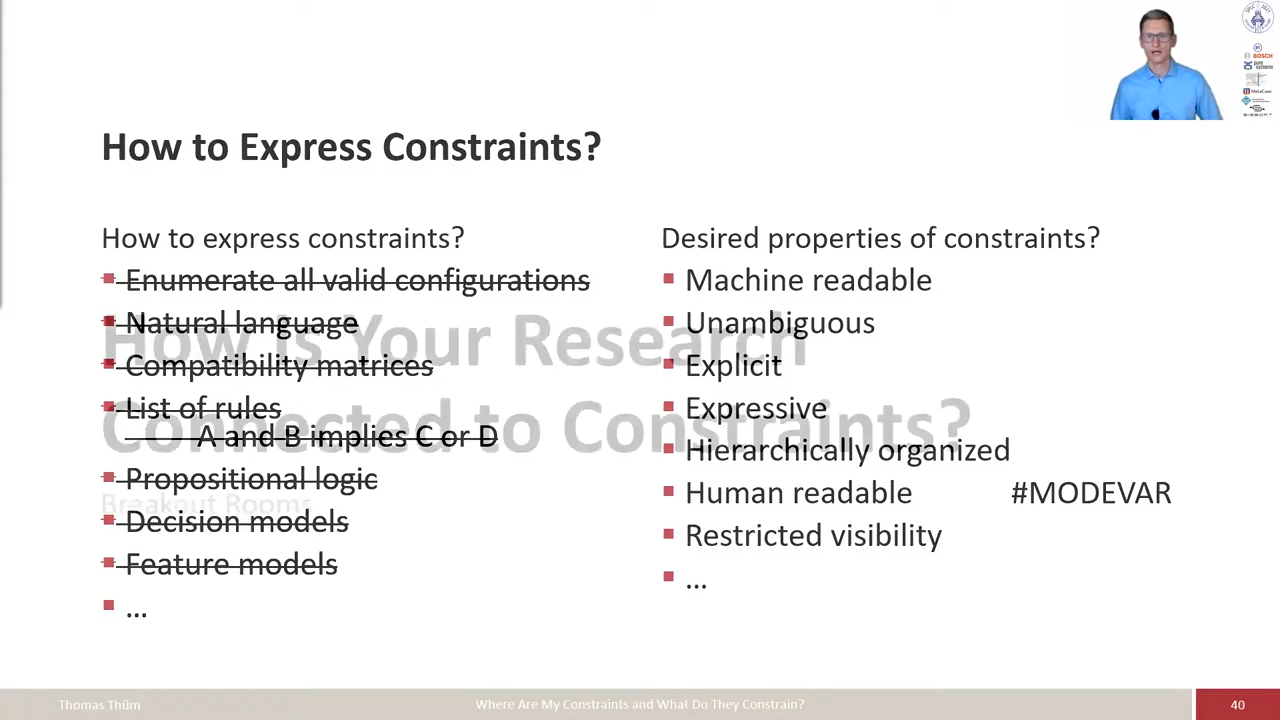 How to Express Constraints?
How to express constraints?
Enumerate all valid configurations
Natural language
Compatibility matrices
List of rules
A and B implies C or D
Propositional logic
Decision models
Feature models
...
Desired properties of constraints?
Machine readable
Unambiguous
Explicit
Expressive
Hierarchically organized
Human readable #MODEVAR
Restricted visibility
...
How is Your Research
Connected to Constraints?
Breakout Rooms
BOSCH
MetaCase
Thomas Thüm
Where Are My Constraints and What Do They Constrain?
40